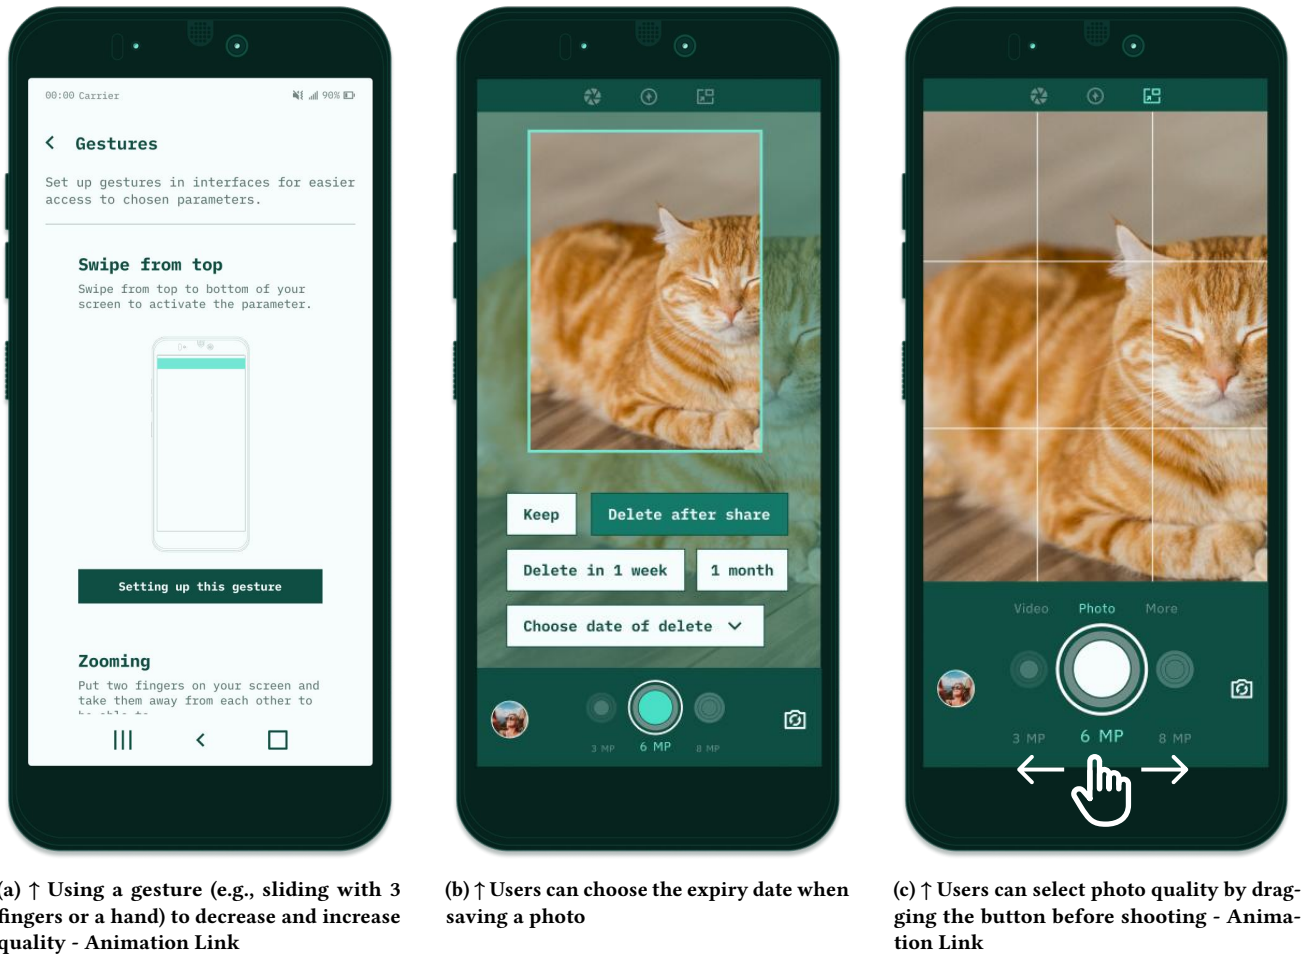 00:00 Carrier
90%
Gestures
Set up gestures in interfaces for easier
access to chosen parameters.
Swipe from top
Swipe from top to bottom of your
screen to activate the parameter.
Setting up this gesture
Zooming
Put two fingers on your screen and
take them away from each other to
(a) ↑ Using a gesture (e.g., sliding with 3
fingers or a hand) to decrease and increase
quality - Animation Link
Keep
Delete after share
Delete in 1 week
1 month
Choose date of delete
3 MP
6 MP
8 MP
(b) ↑ Users can choose the expiry date when
saving a photo
Video
Photo
More
3 MP
6 MP
8 MP
(c) ↑ Users can select photo quality by drag-
ging the button before shooting - Anima-
tion Link